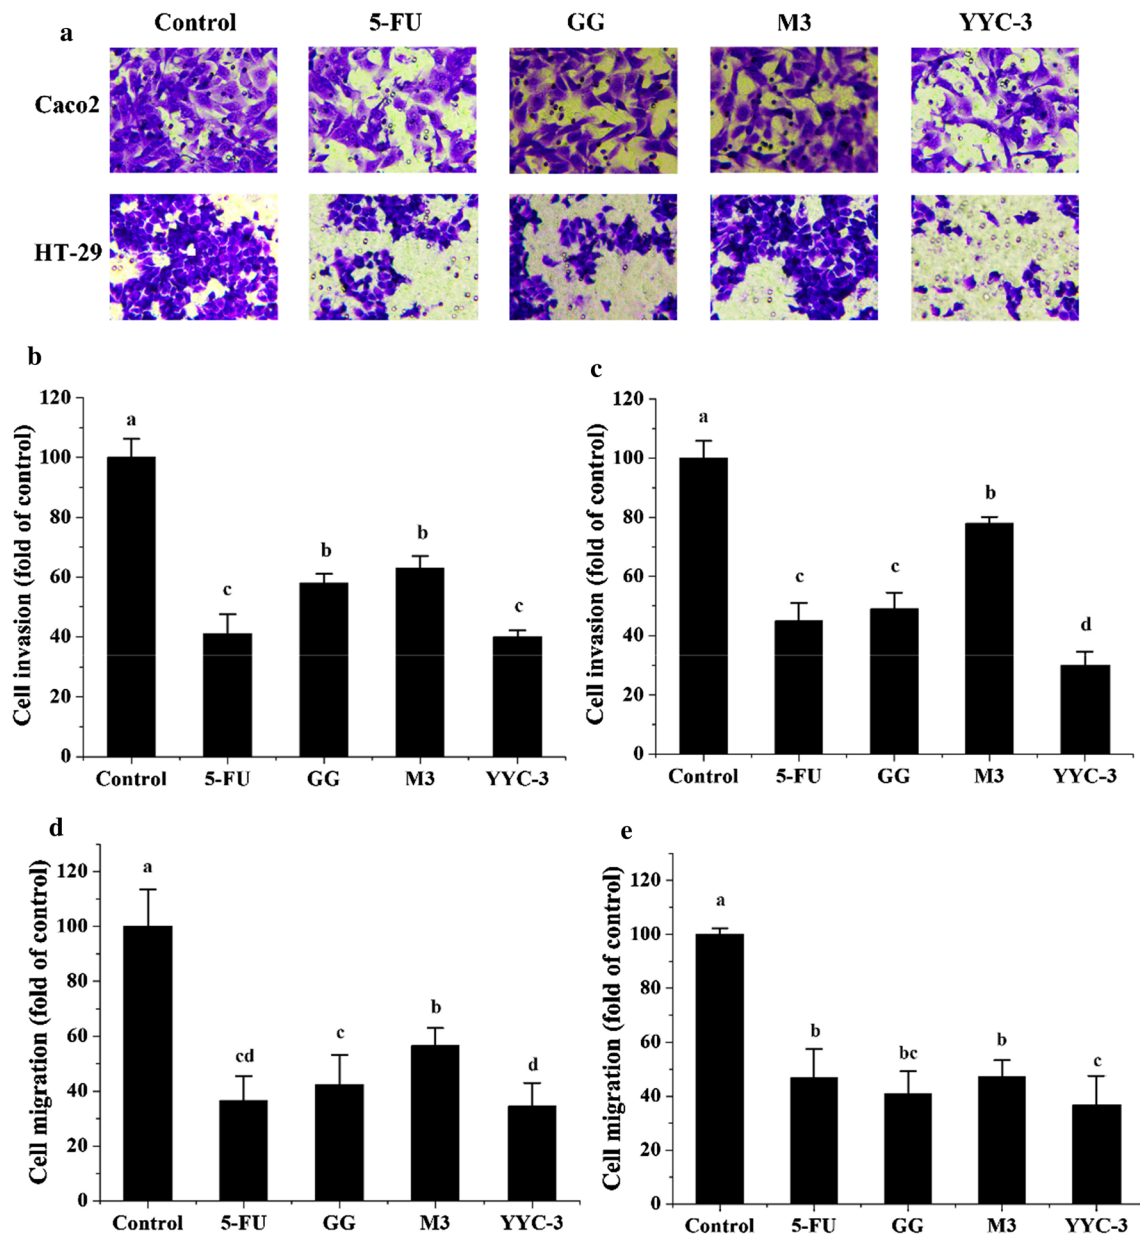 a
Control 5-FU GG M3 YYC-3
Caco2
HT-29
b
Cell invasion (fold of control)
120
100
80
60
40
20
0
a
c
b
b
c
Control 5-FU GG M3 YYC-3
c
Cell invasion (fold of control)
120
100
80
60
40
20
0
a
c
c
b
d
Control 5-FU GG M3 YYC-3
d
Cell migration (fold of control)
120
100
80
60
40
20
0
a
cd
c
b
d
Control 5-FU GG M3 YYC-3
e
Cell migration (fold of control)
120
100
80
60
40
20
0
a
b
bc
b
c
Control 5-FU GG M3 YYC-3